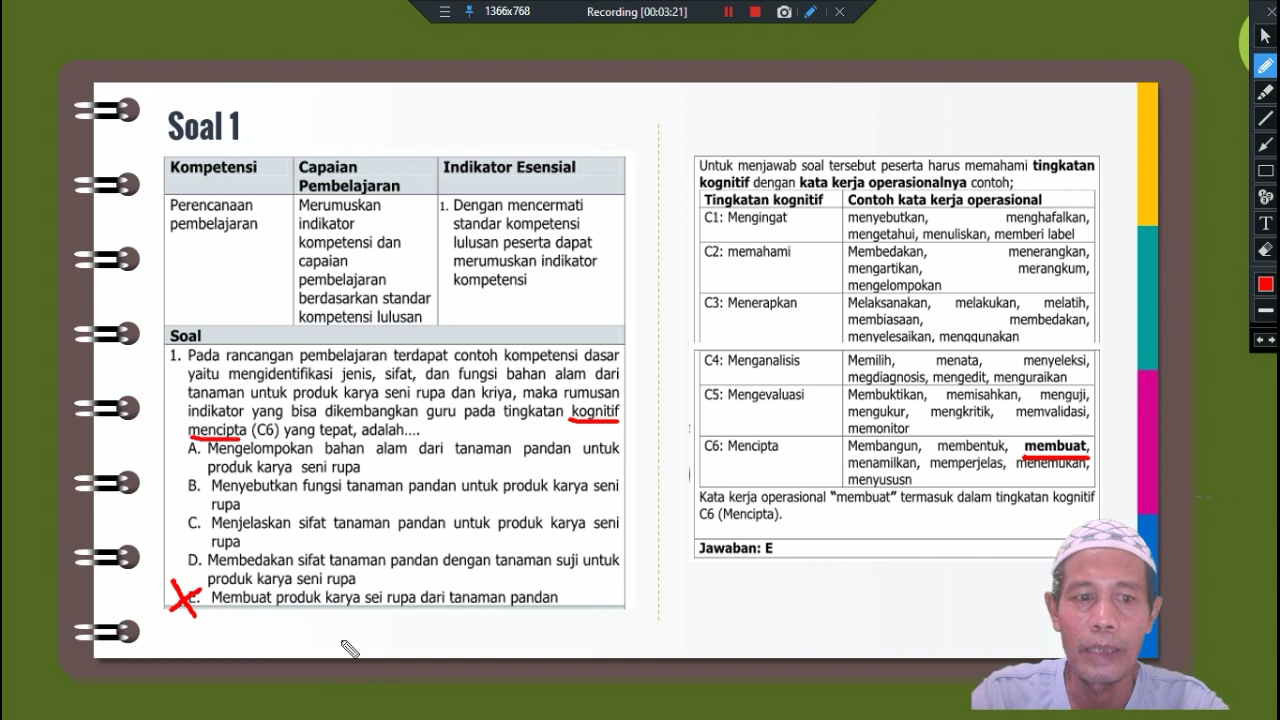 1366x768
Recording [00:03:21]
Soal 1
Kompetensi
Capaian
Pembelajaran
Indikator Esensial
Perencanaan
pembelajaran
Merumuskan
indikator
kompetensi dan
capaian
pembelajaran
berdasarkan standar
kompetensi lulusan
1. Dengan mencermati
standar kompetensi
lulusan peserta dapat
merumuskan indikator
kompetensi
Soal
1. Pada rancangan pembelajaran terdapat contoh kompetensi dasar
yaitu mengidentifikasi jenis, sifat, dan fungsi bahan alam dari
tanaman untuk produk karya seni rupa dan kriya, maka rumusan
indikator yang bisa dikembangkan guru pada tingkatan kognitif
mencipta (C6) yang tepat, adalah....
A. Mengelompokan bahan alam dari tanaman pandan untuk
produk karya seni rupa
B. Menyebutkan fungsi tanaman pandan untuk produk karya seni
rupa
C. Menjelaskan sifat tanaman pandan untuk produk karya seni
rupa
D. Membedakan sifat tanaman pandan dengan tanaman suji untuk
produk karya seni rupa
E. Membuat produk karya sei rupa dari tanaman pandan
Untuk menjawab soal tersebut peserta harus memahami tingkatan
kognitif dengan kata kerja operasionalnya contoh;
Tingkatan kognitif
Contoh kata kerja operasional
C1: Mengingat
menyebutkan, menghafalkan,
mengetahui, menuliskan, memberi label
C2: memahami
Membedakan, menerangkan,
mengartikan, merangkum,
mengelompokan
C3: Menerapkan
Melaksanakan, melakukan, melatih,
membiasaan, membedakan,
menyelesaikan, menggunakan
C4: Menganalisis
Memilih, menata, menyeleksi,
megdiagnosis, mengedit, menguraikan
C5: Mengevaluasi
Membuktikan, memisahkan, menguji,
mengukur, mengkritik, memvalidasi,
memonitor
C6: Mencipta
Membangun, membentuk, membuat,
menamilkan, memperjelas, menemukan,
menyususn
Kata kerja operasional "membuat" termasuk dalam tingkatan kognitif
C6 (Mencipta).
Jawaban: E